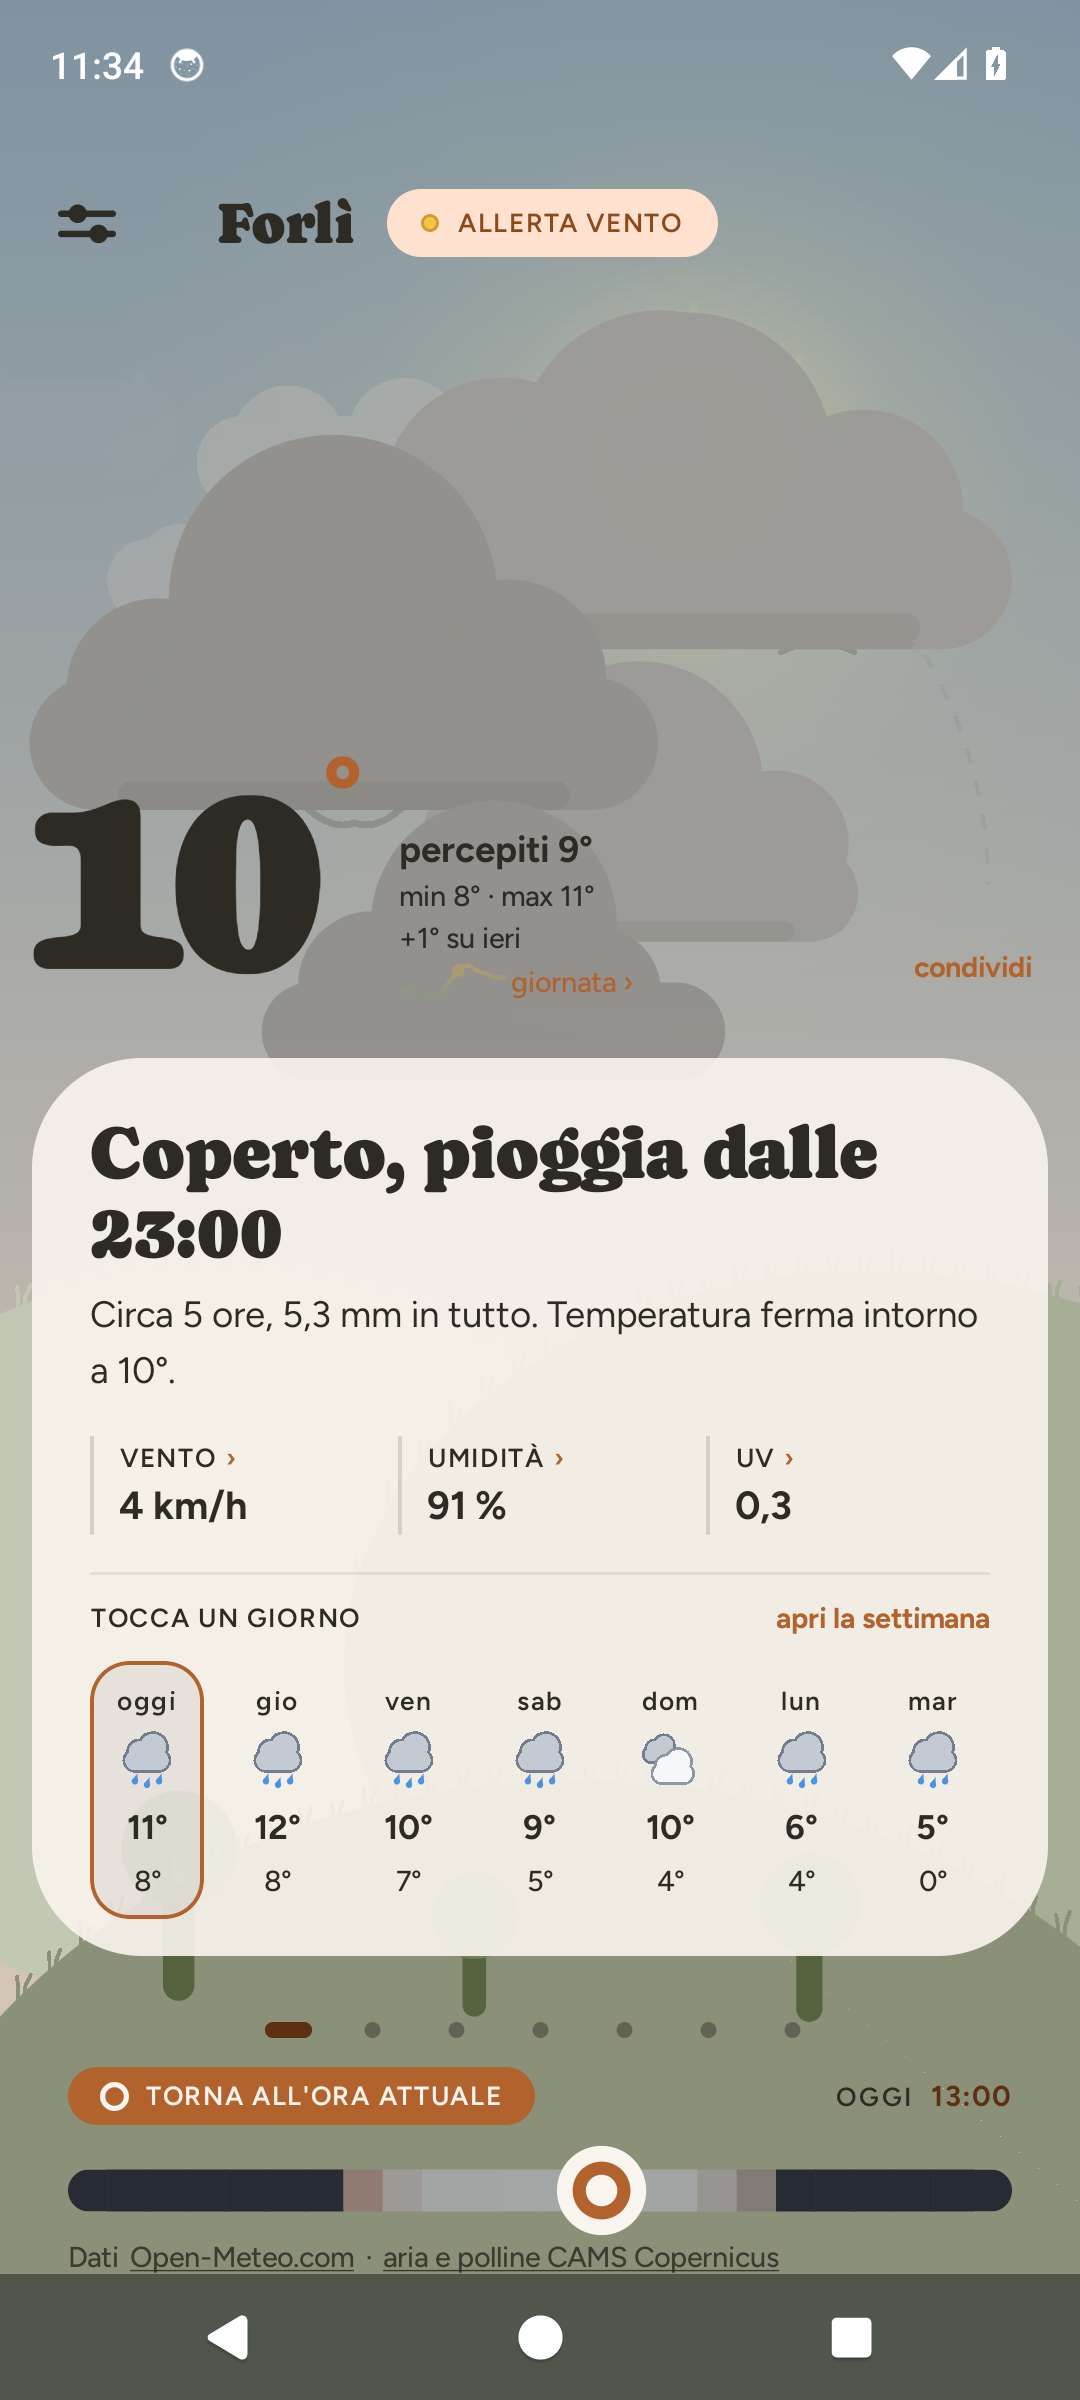 11:34
Forlì
ALLERTA VENTO
10
percepiti 9°
min 8° · max 11°
+1° su ieri
giornata ›
condividi
Coperto, pioggia dalle
23:00
Circa 5 ore, 5,3 mm in tutto. Temperatura ferma intorno
a 10°.
VENTO › UMIDITÀ › UV ›
4 km/h 91 % 0,3
TOCCA UN GIORNO apri la settimana
oggi gio ven sab dom lun mar
11° 12° 10° 9° 10° 6° 5°
8° 8° 7° 5° 4° 4° 0°
TORNA ALL'ORA ATTUALE OGGI 13:00
Dati Open-Meteo.com · aria e polline CAMS Copernicus